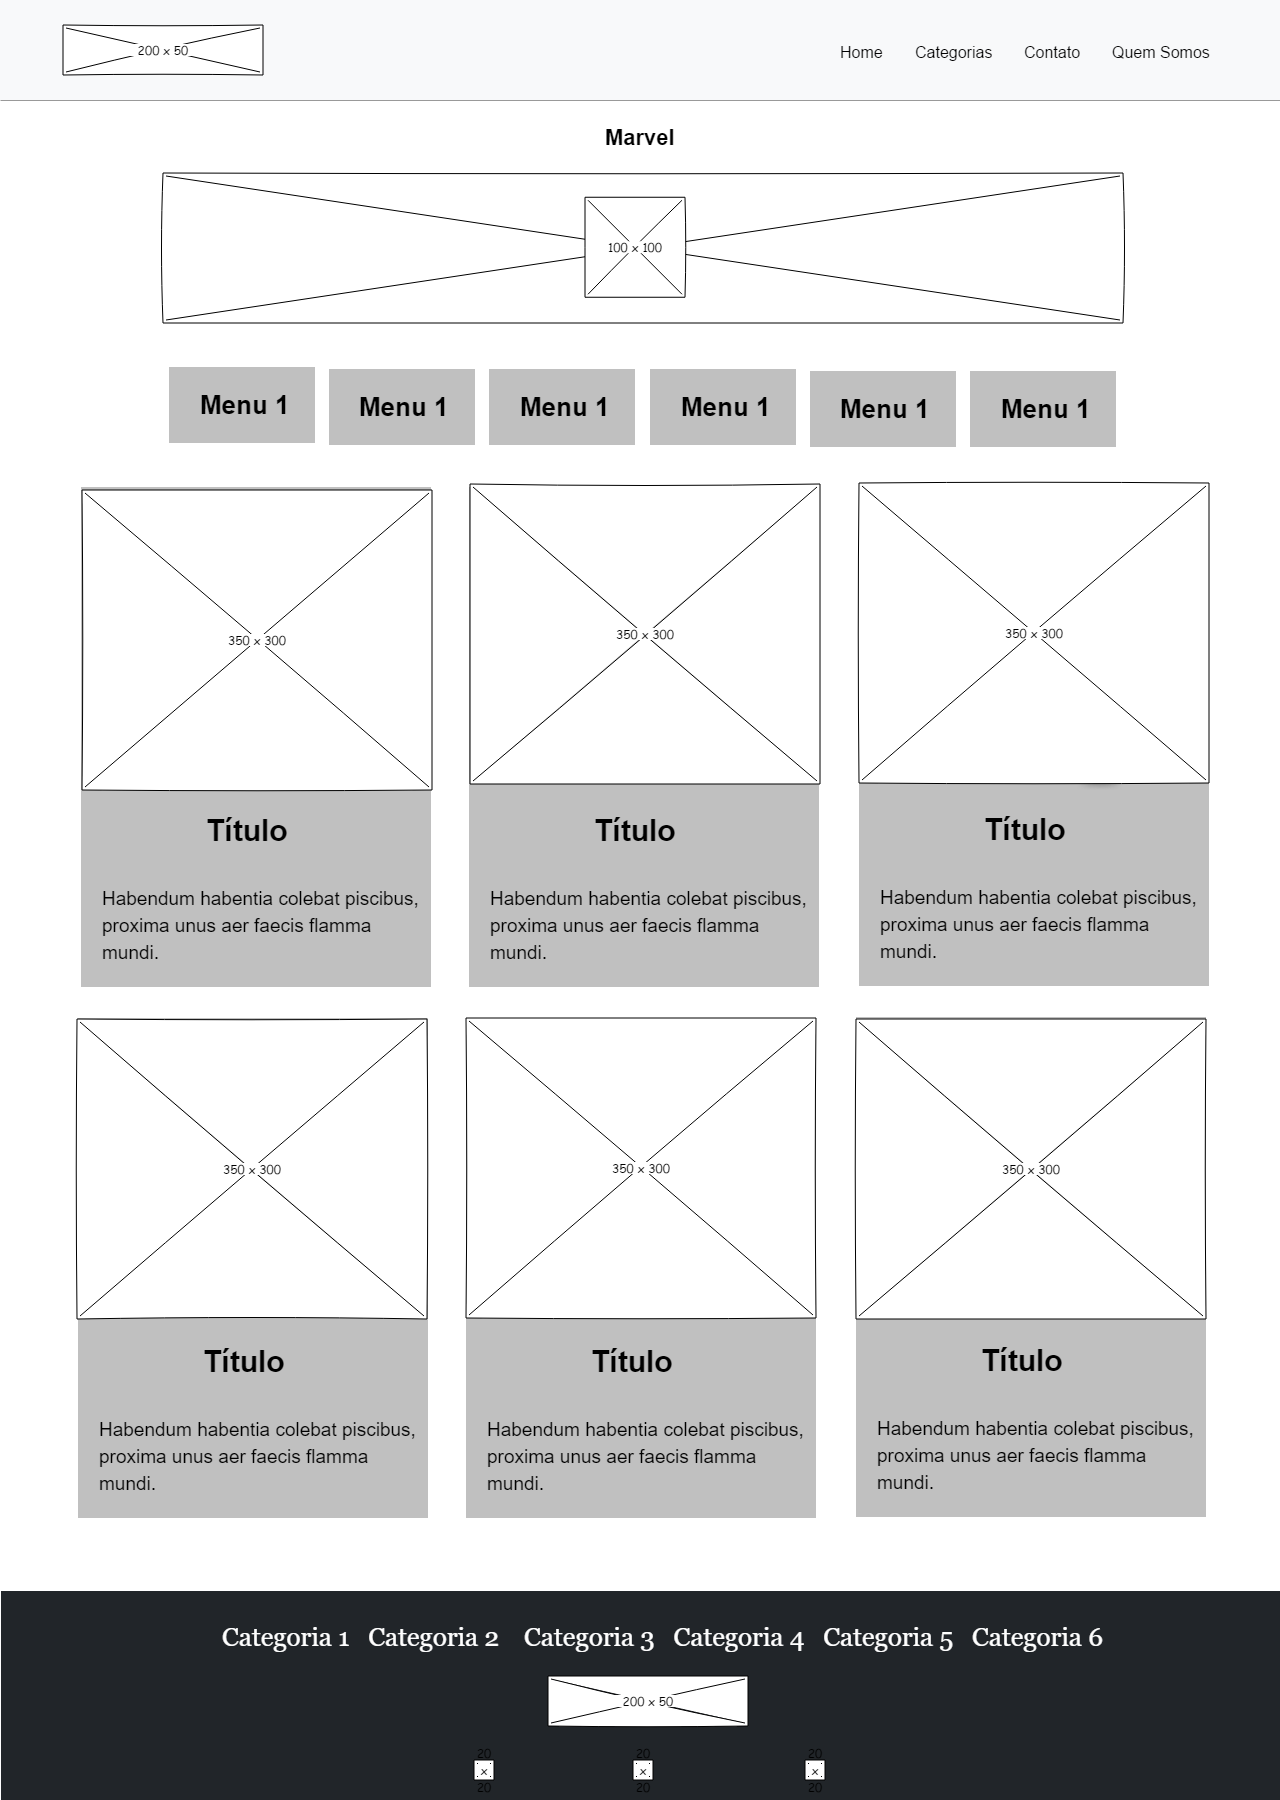 200 x 50
Home Categorias Contato Quem Somos
Marvel
100 x 100
Menu 1 Menu 1 Menu 1 Menu 1 Menu 1 Menu 1
350 x 300
350 x 300
350 x 300
Título
Habendum habentia colebat piscibus,
proxima unus aer faecis flamma
mundi.
Título
Habendum habentia colebat piscibus,
proxima unus aer faecis flamma
mundi.
Título
Habendum habentia colebat piscibus,
proxima unus aer faecis flamma
mundi.
350 x 300
350 x 300
350 x 300
Título
Habendum habentia colebat piscibus,
proxima unus aer faecis flamma
mundi.
Título
Habendum habentia colebat piscibus,
proxima unus aer faecis flamma
mundi.
Título
Habendum habentia colebat piscibus,
proxima unus aer faecis flamma
mundi.
Categoria 1 Categoria 2 Categoria 3 Categoria 4 Categoria 5 Categoria 6
200 x 50
20
x
20
20
x
20
20
x
20